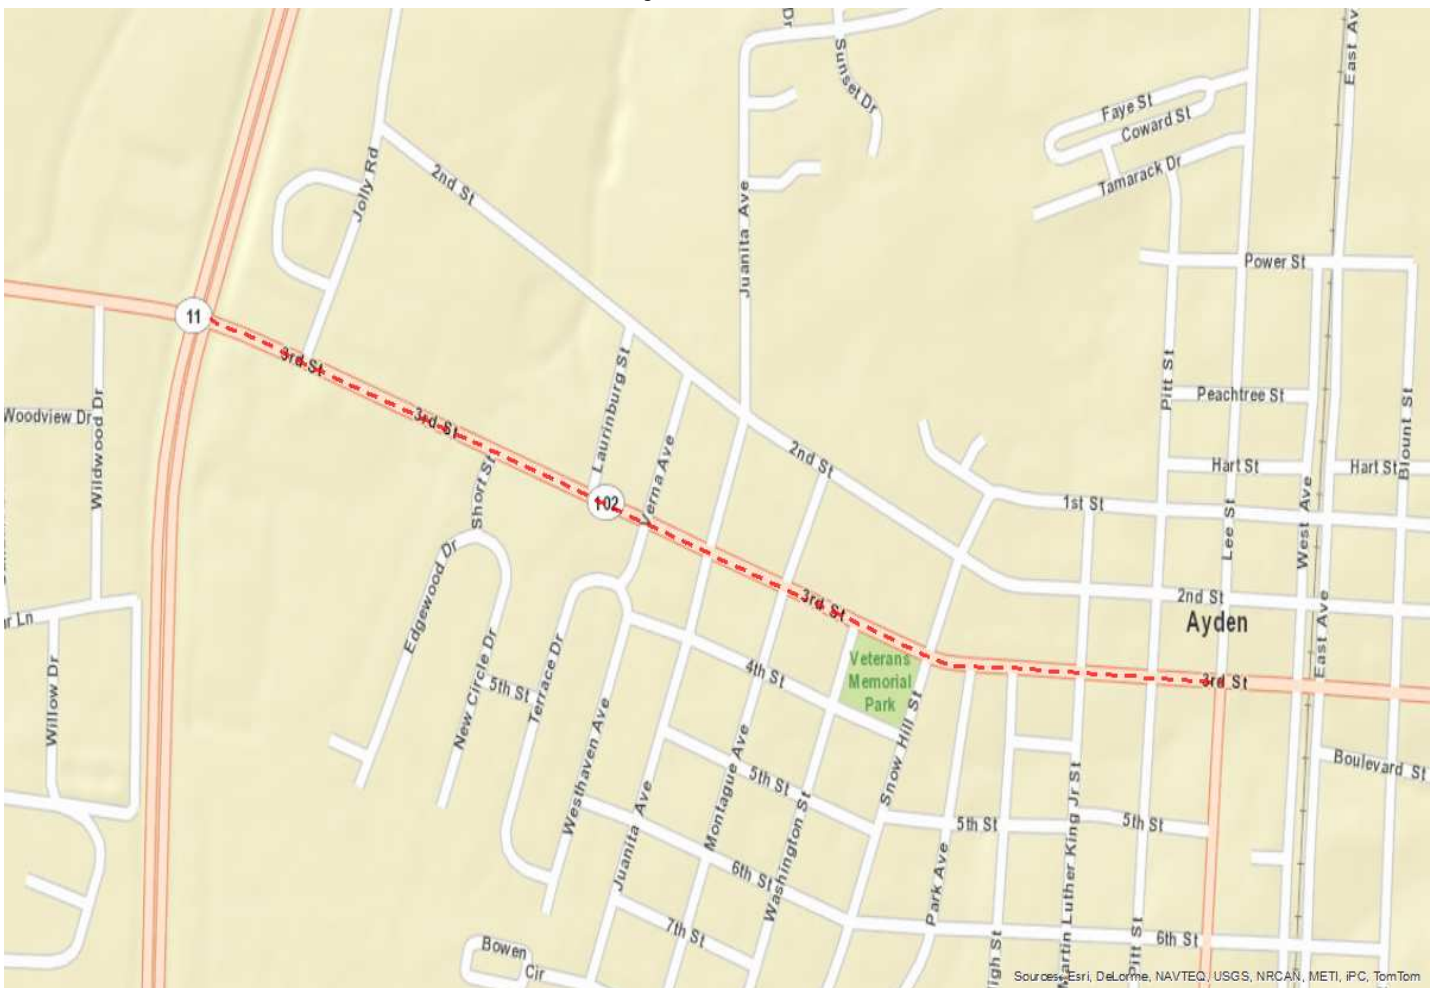 Sunset Dr
East Av
Faye St
Coward St
Tamarack Dr
Jolly Rd
2nd St
Juanita Ave
Power St
11
3rd St
Woodview Dr
Wildwood Dr
3rd St
Short St
Laurinburg St
102
Verna Ave
2nd St
Pitt St
Peachtree St
Blount St
Hart St
Hart St
1st St
Lee St
West Ave
2nd St
Ayden
East Ave
3rd St
3rd St
Veterans
Memorial
Park
Edgewood Dr
New Circle Dr
5th St
Terrace Dr
4th St
Willow Dr
Westhaven Ave
Juanita Ave
Montague Ave
5th St
Washington St
Snow Hill St
Boulevard St
5th St
5th St
Park Ave
Martin Luther King Jr St
6th St
7th St
6th St
Pitt St
Bowen
Cir
Sources: Esri, DeLorme, NAVTEQ, USGS, NRCAN, METI, iPC, TomTom